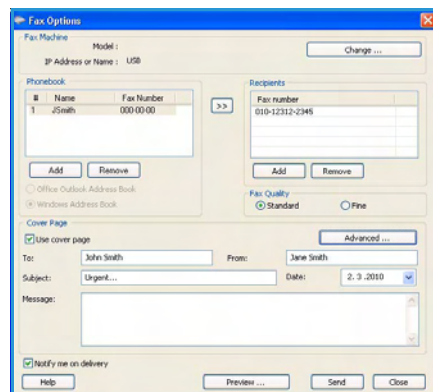 Fax Options
Fax Machine
Model :
Change ...
IP Address or Name : USB
Phonebook
# Name Fax Number
1 JSmith 000-00-00
Add Remove
Office Outlook Address Book
Windows Address Book
>>
Recipients
Fax number
010-12312-2345
Add Remove
Fax Quality
Standard Fine
Cover Page
Use cover page
Advanced ...
To: John Smith From: Jane Smith
Subject: Urgent... Date: 2. 3 .2010
Message:
Notify me on delivery
Help Preview ... Send Close